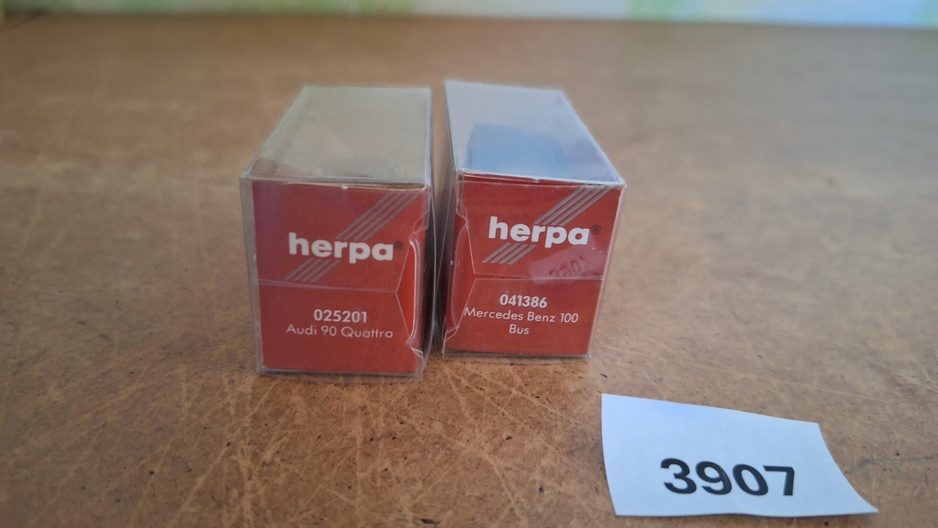 herpa®
025201
Audi 90 Quattro
herpa®
041386
Mercedes Benz 100
Bus
3907